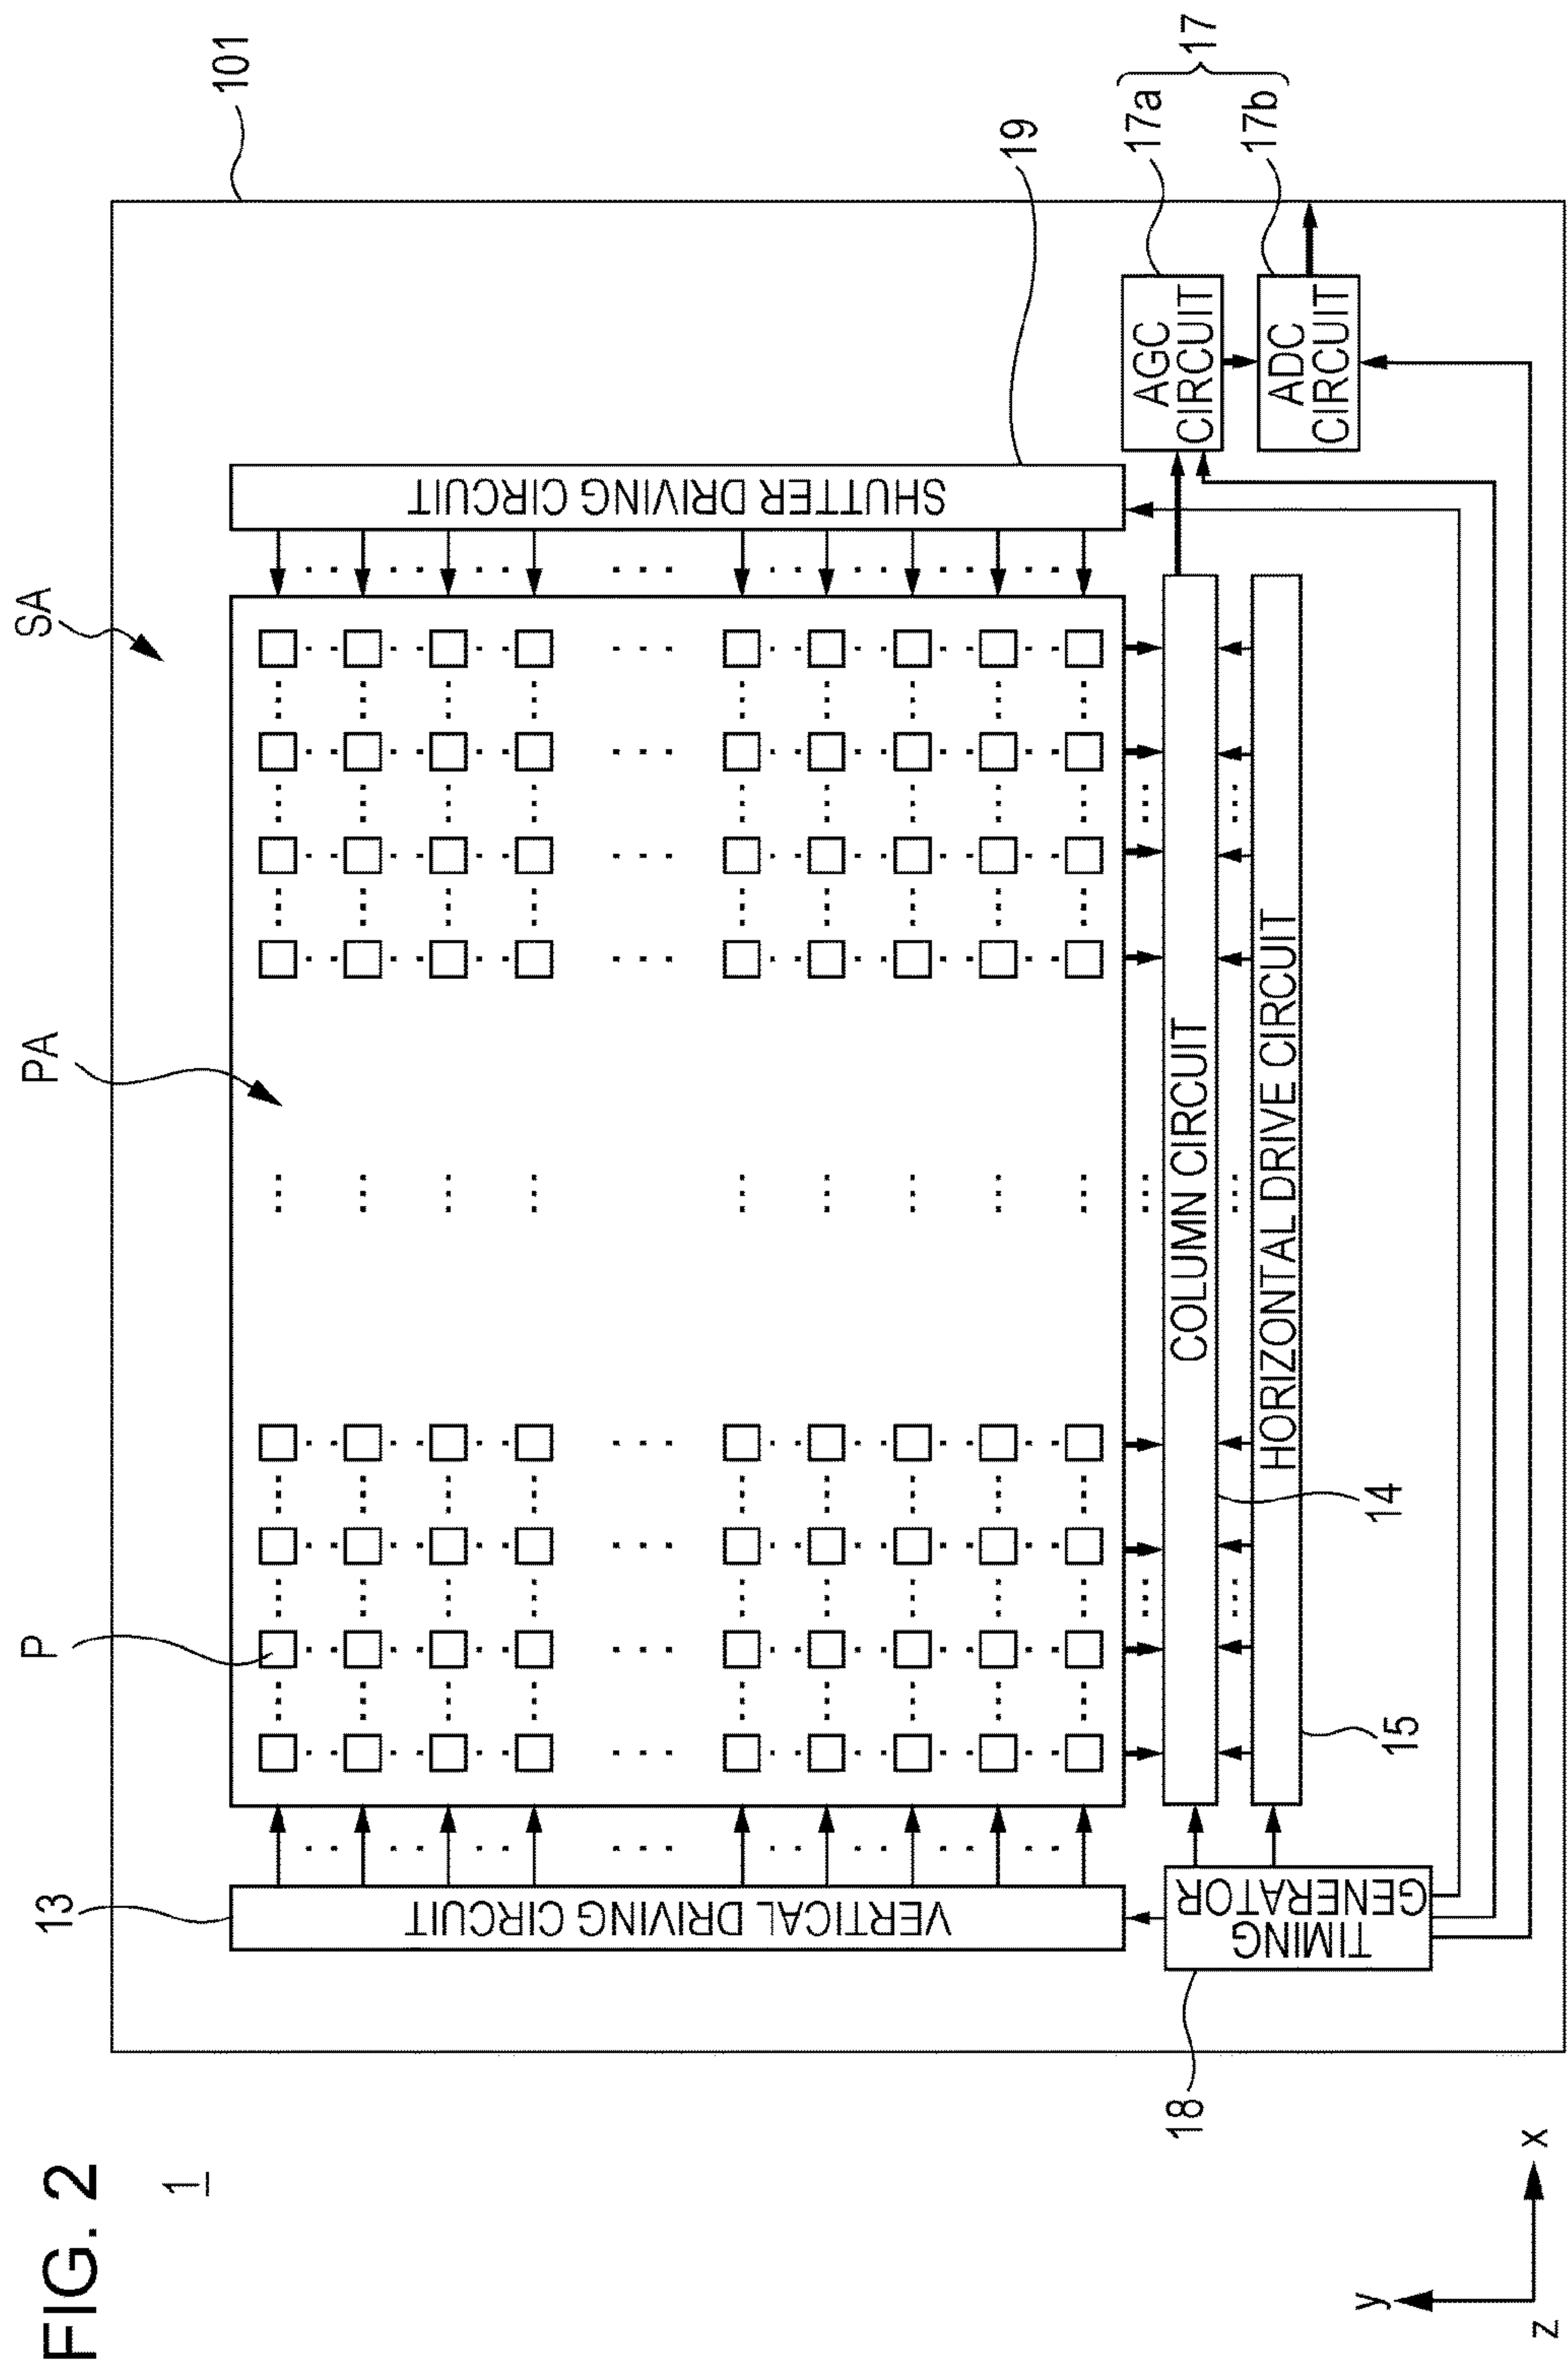 FIG. 2
1
101
SA
PA
P
13
VERTICAL DRIVING CIRCUIT
SHUTTER DRIVING CIRCUIT
19
17
17a
17b
AGC
CIRCUIT
ADC
CIRCUIT
COLUMN CIRCUIT
HORIZONTAL DRIVE CIRCUIT
14
15
TIMING
GENERATOR
18
y
z
x